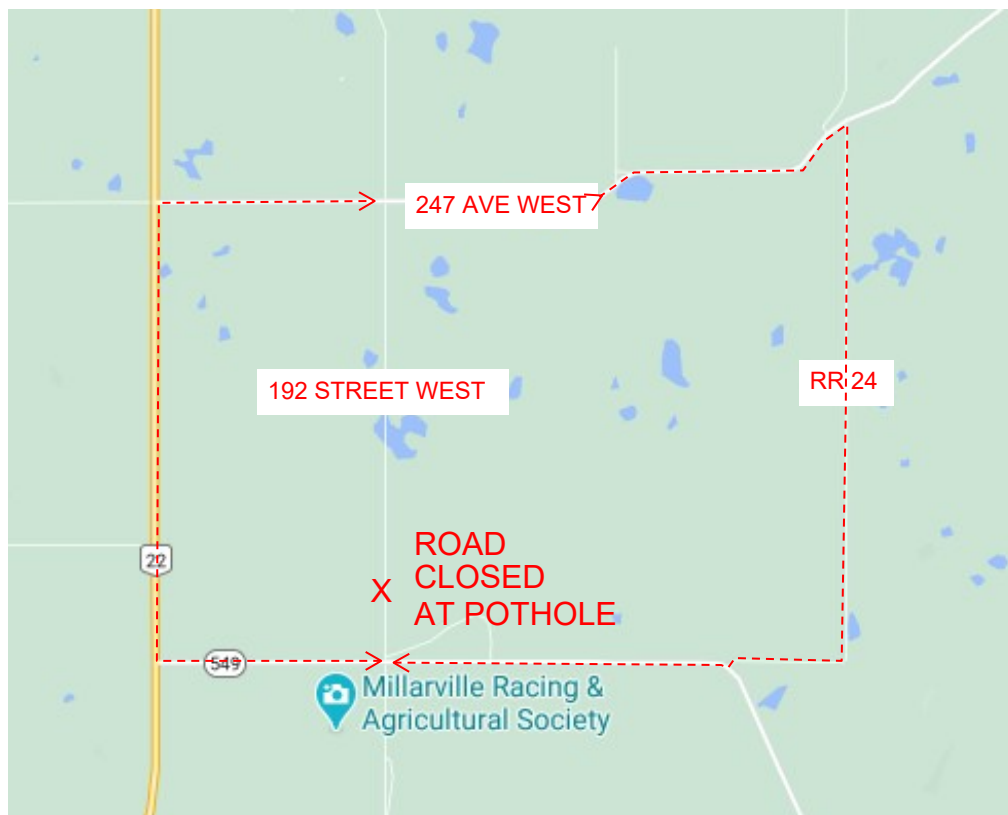 247 AVE WEST
192 STREET WEST
RR 24
ROAD
CLOSED
AT POTHOLE
X
22
549
Millarville Racing &
Agricultural Society